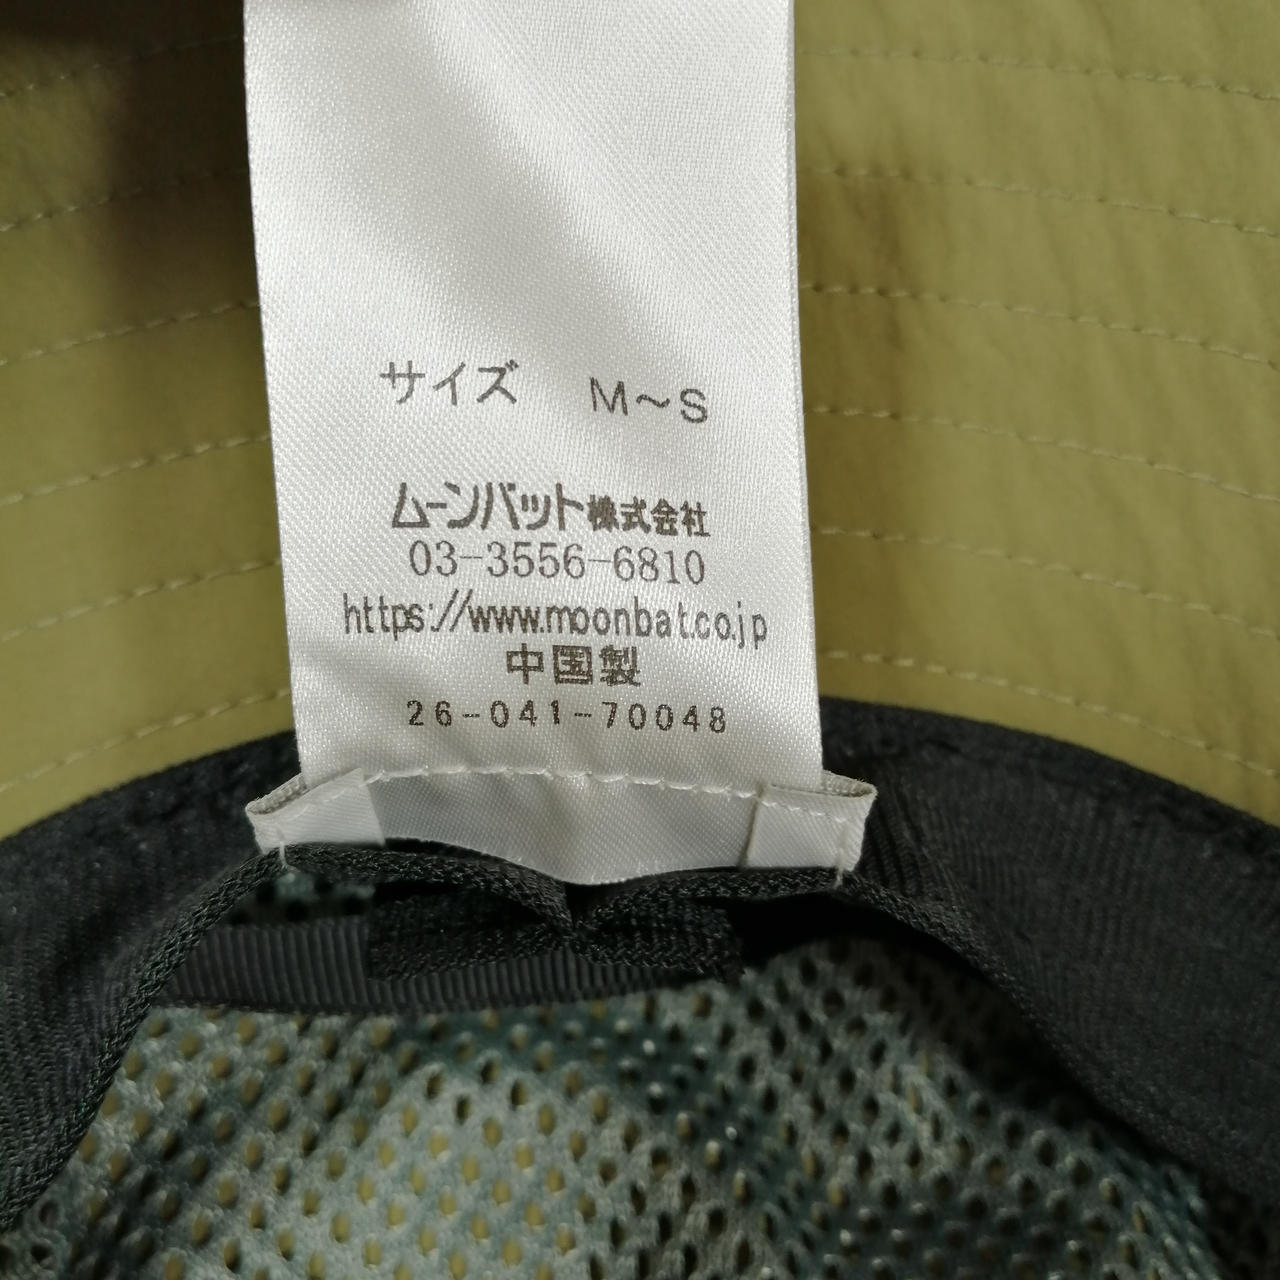 サイズ M～S
ムーンバット株式会社
03-3556-6810
https://www.moonbat.co.jp
中国製
26-041-70048